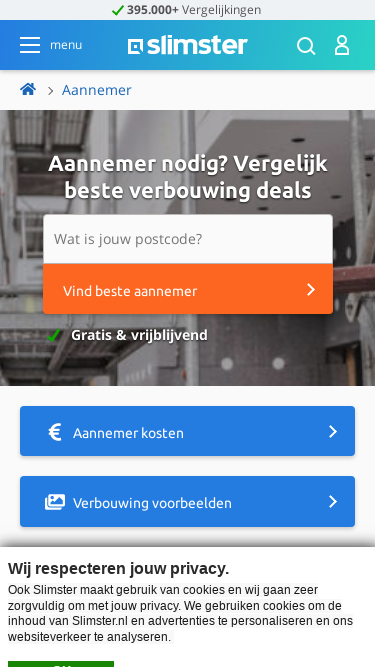 395.000+ Vergelijkingen
menu
slimster
Aannemer
Aannemer nodig? Vergelijk
beste verbouwing deals
Wat is jouw postcode?
Vind beste aannemer
Gratis & vrijblijvend
Aannemer kosten
Verbouwing voorbeelden
Wij respecteren jouw privacy.
Ook Slimster maakt gebruik van cookies en wij gaan zeer
zorgvuldig om met jouw privacy. We gebruiken cookies om de
inhoud van Slimster.nl en advertenties te personaliseren en ons
websiteverkeer te analyseren.